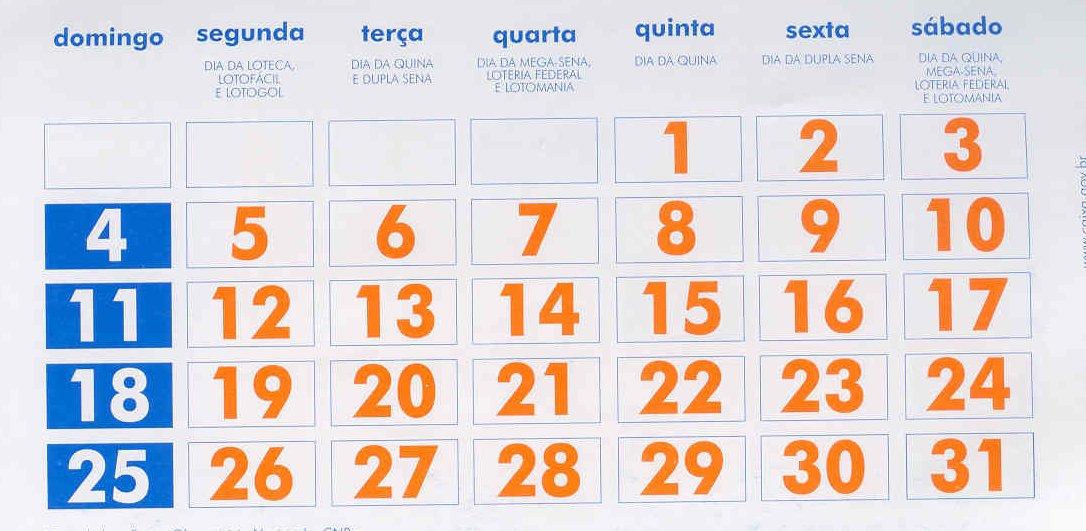 domingo segunda terça quarta quinta sexta sábado
DIA DA LOTECA,
LOTOFÁCIL
E LOTOGOL
DIA DA QUINA
E DUPLA SENA
DIA DA MEGA-SENA,
LOTERIA FEDERAL
E LOTOMANIA
DIA DA QUINA
DIA DA DUPLA SENA
DIA DA QUINA,
MEGA-SENA,
LOTERIA FEDERAL
E LOTOMANIA
1 2 3
4 5 6 7 8 9 10
11 12 13 14 15 16 17
18 19 20 21 22 23 24
25 26 27 28 29 30 31
www.caixa.gov.br